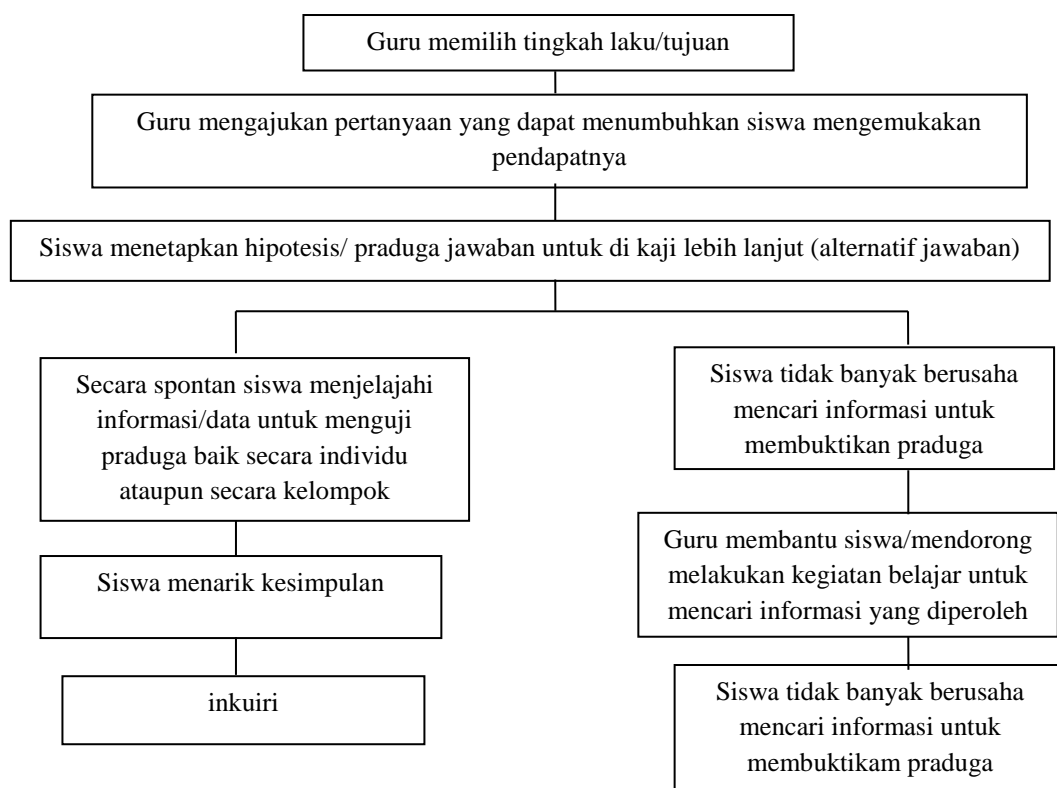 Guru memilih tingkah laku/tujuan
Guru mengajukan pertanyaan yang dapat menumbuhkan siswa mengemukakan
pendapatnya
Siswa menetapkan hipotesis/ praduga jawaban untuk di kaji lebih lanjut (alternatif jawaban)
Secara spontan siswa menjelajahi
informasi/data untuk menguji
praduga baik secara individu
ataupun secara kelompok
Siswa menarik kesimpulan
inkuiri
Siswa tidak banyak berusaha
mencari informasi untuk
membuktikan praduga
Guru membantu siswa/mendorong
melakukan kegiatan belajar untuk
mencari informasi yang diperoleh
Siswa tidak banyak berusaha
mencari informasi untuk
membuktikam praduga